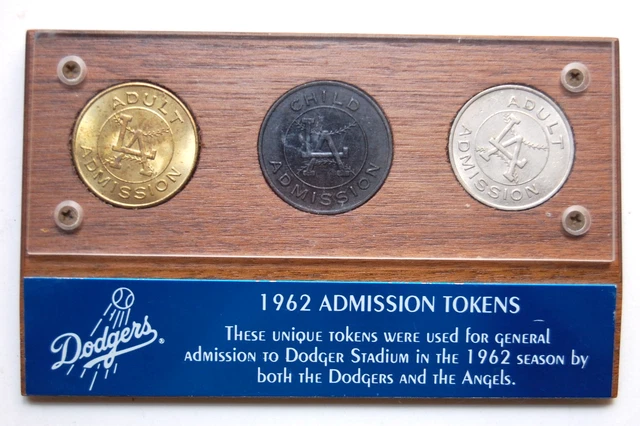 ADULT
LA
ADMISSION
CHILD
LA
ADMISSION
ADULT
LA
ADMISSION
Dodgers®
1962 ADMISSION TOKENS
THESE UNIQUE TOKENS WERE USED FOR GENERAL
ADMISSION TO DODGER STADIUM IN THE 1962 SEASON BY
BOTH THE DODGERS AND THE ANGELS.